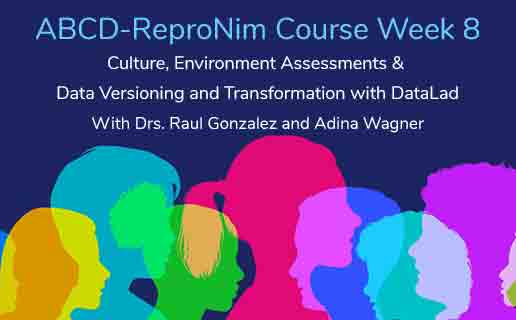 ABCD-ReproNim Course Week 8
Culture, Environment Assessments &
Data Versioning and Transformation with DataLad
With Drs. Raul Gonzalez and Adina Wagner